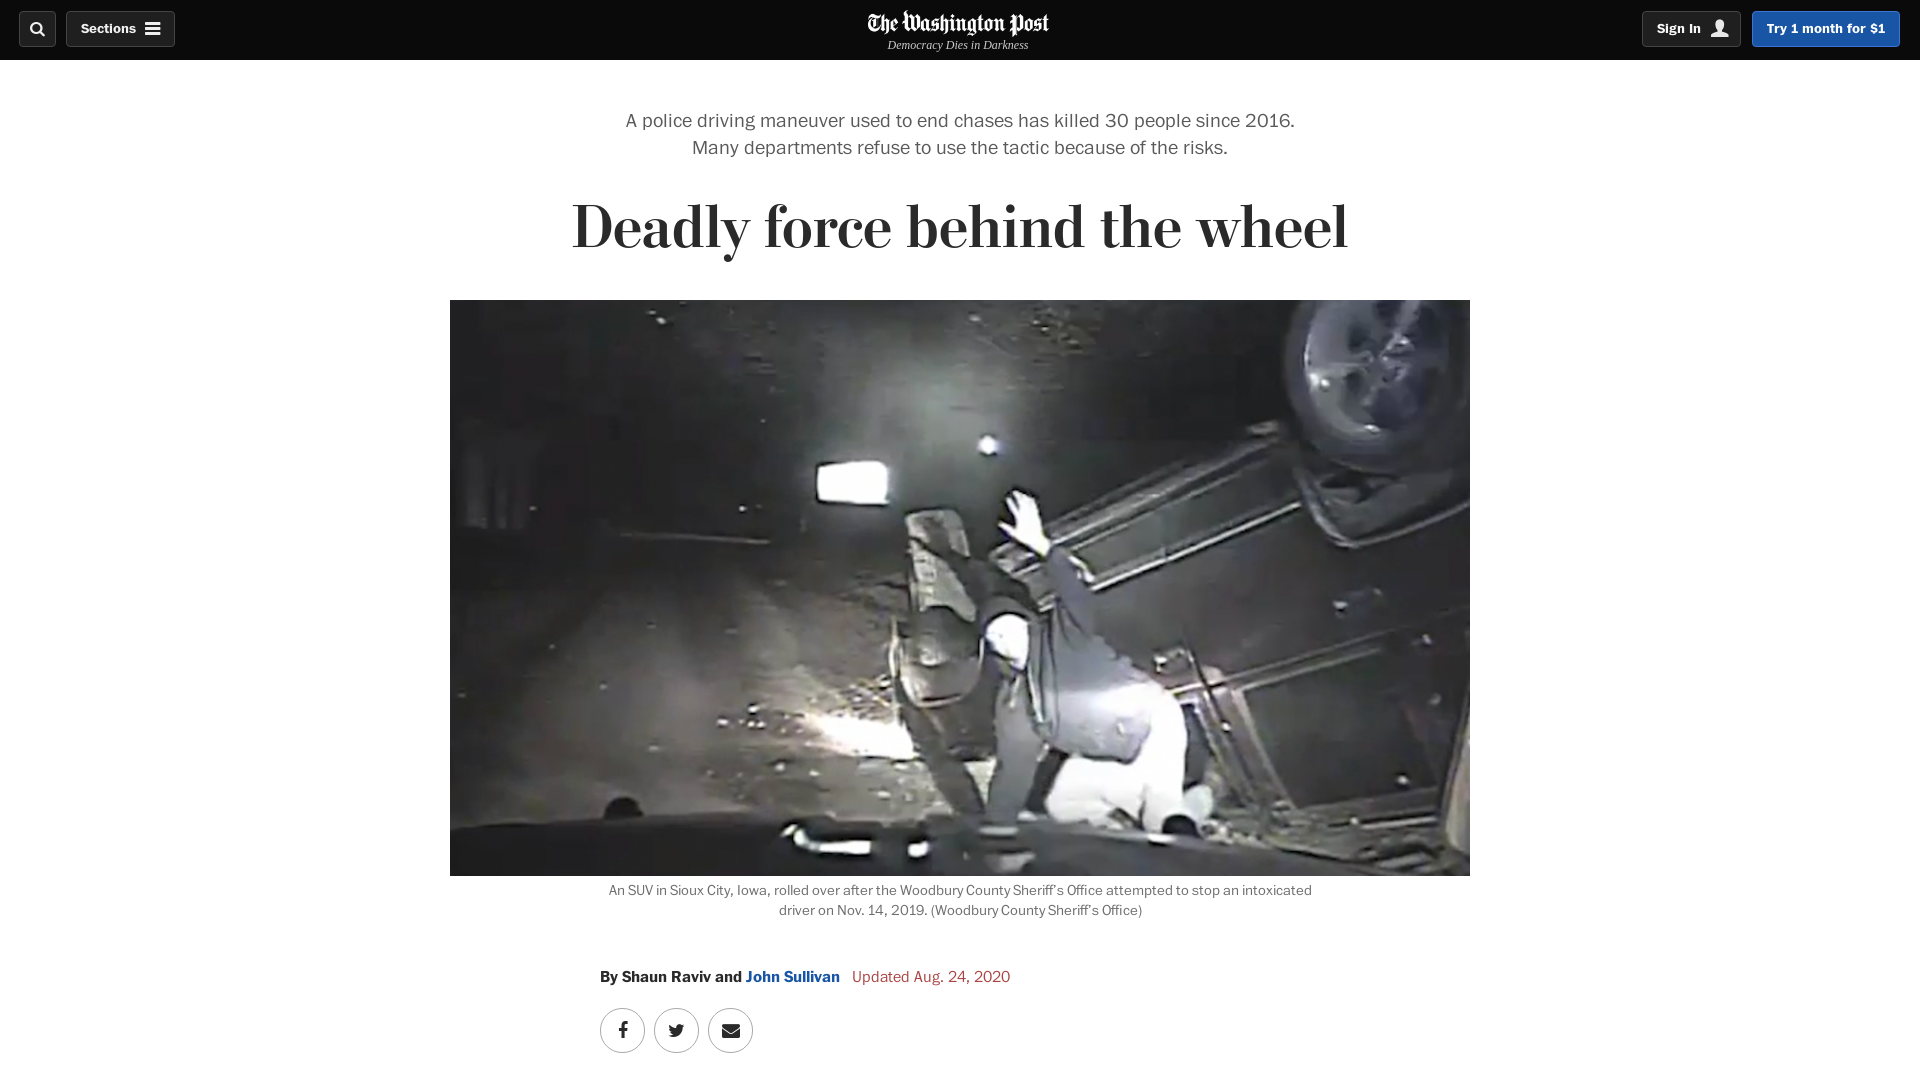 Sections
The Washington Post
Democracy Dies in Darkness
Sign In
Try 1 month for $1
A police driving maneuver used to end chases has killed 30 people since 2016.
Many departments refuse to use the tactic because of the risks.
Deadly force behind the wheel
An SUV in Sioux City, Iowa, rolled over after the Woodbury County Sheriff’s Office attempted to stop an intoxicated
driver on Nov. 14, 2019. (Woodbury County Sheriff’s Office)
By Shaun Raviv and John Sullivan Updated Aug. 24, 2020